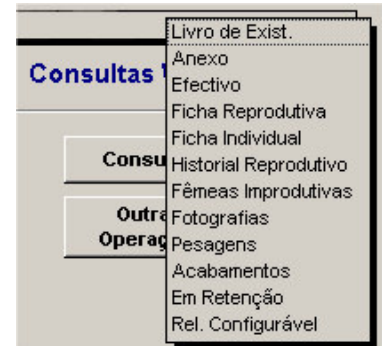 Livro de Exist.
Anexo
Efectivo
Ficha Reprodutiva
Ficha Individual
Historial Reprodutivo
Fêmeas Improdutivas
Fotografias
Pesagens
Acabamentos
Em Retenção
Rel. Configurável
Consultas
Consu
Outra
Operaç